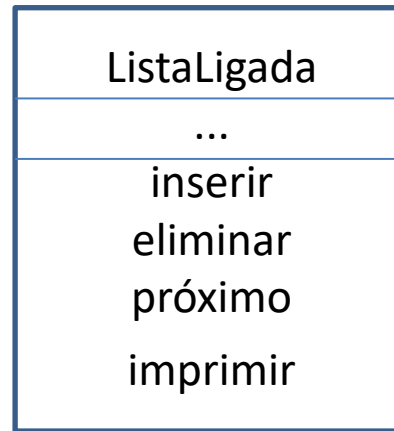 ListaLigada
...
inserir
eliminar
próximo
imprimir